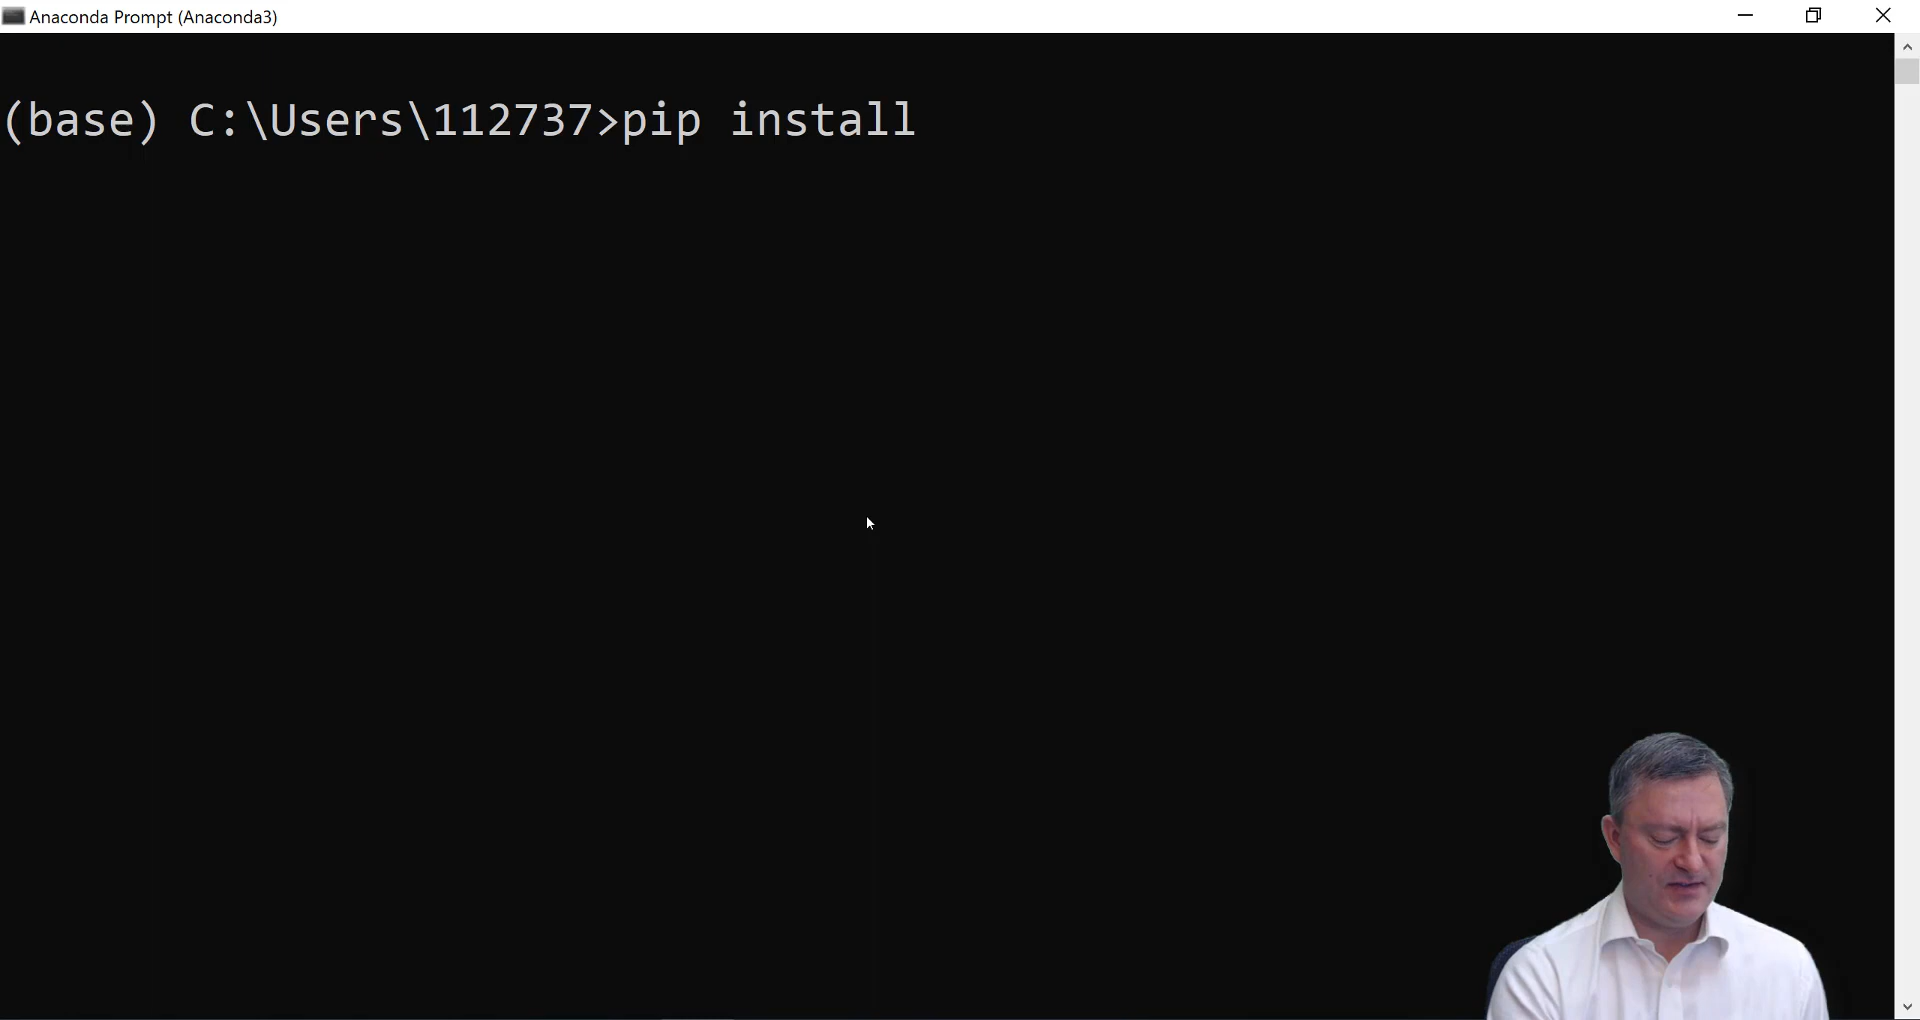 Anaconda Prompt (Anaconda3)
(base) C:\Users\112737>pip install